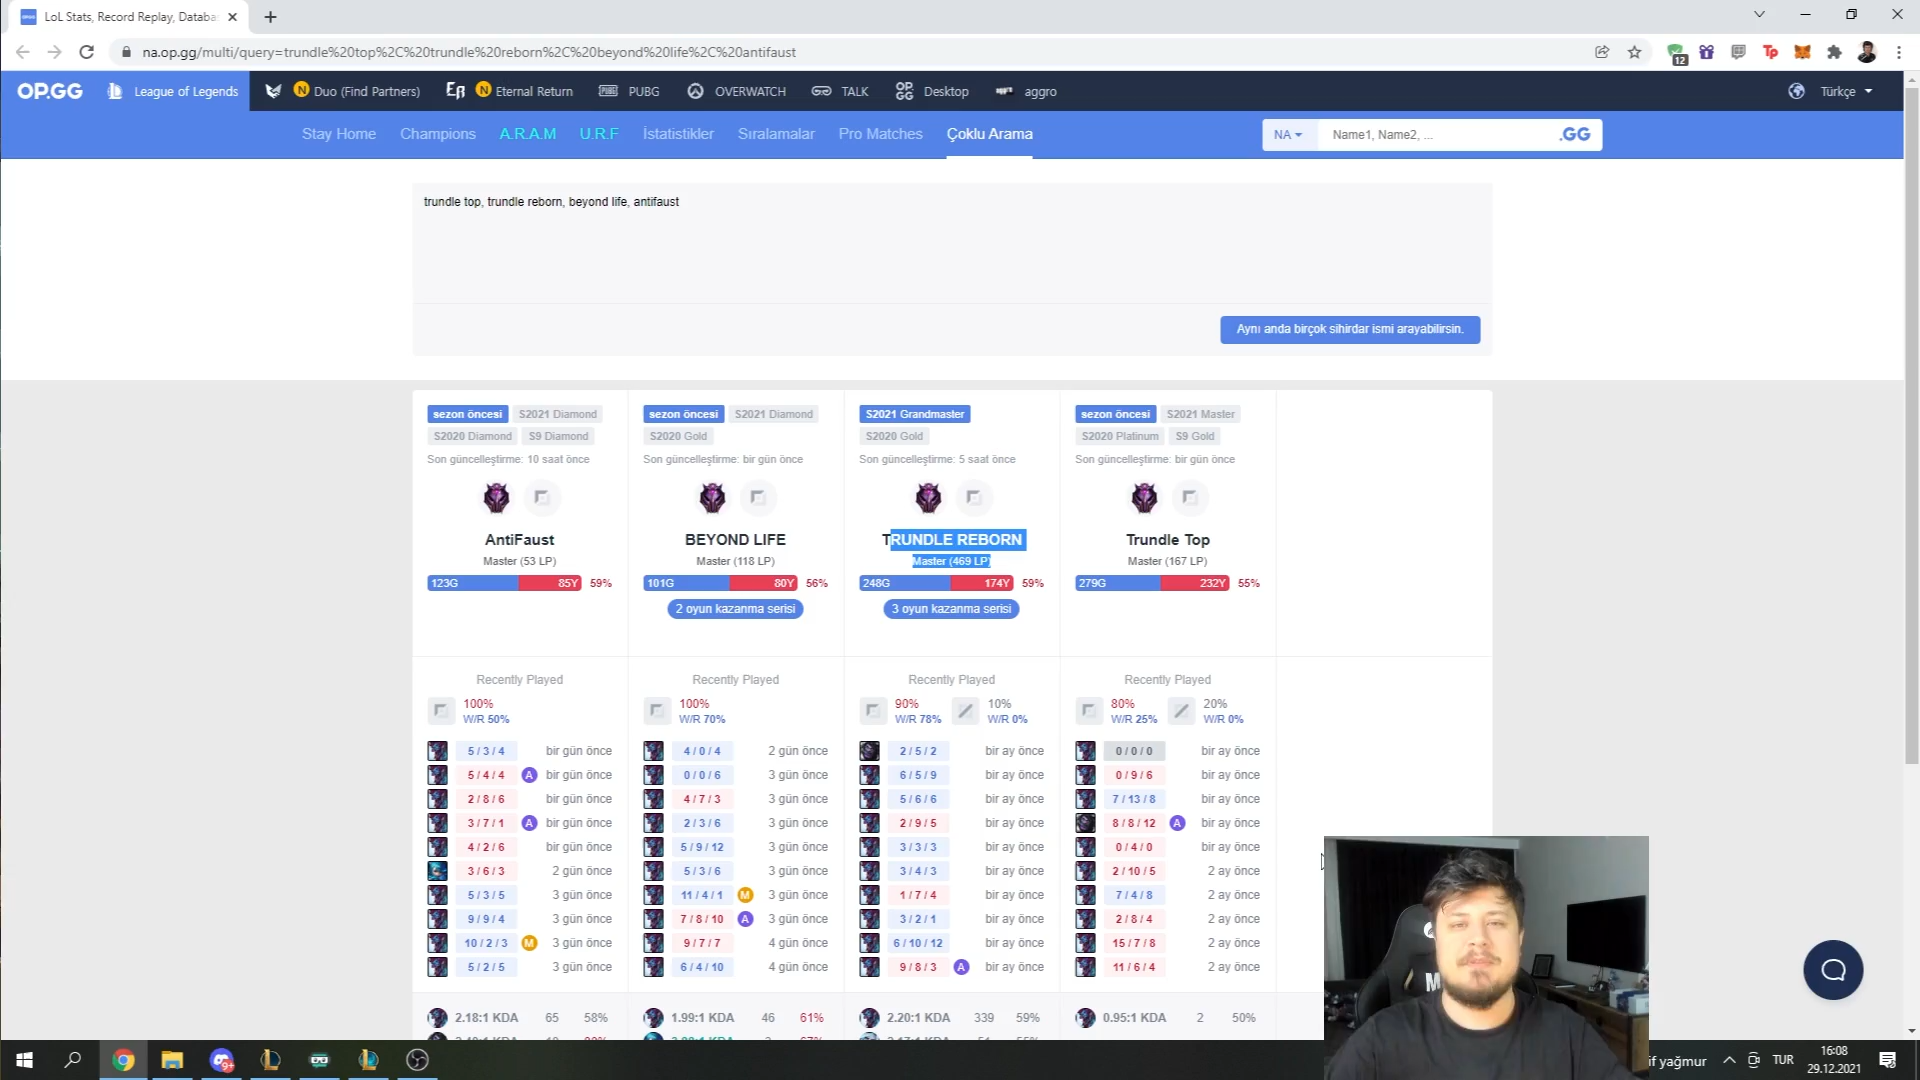 LoL Stats, Record Replay, Databa
na.op.gg/multi/query=trundle%20top%2C%20trundle%20reborn%2C%20beyond%20life%2C%20antifaust
12
Tp
OP.GG League of Legends N Duo (Find Partners) ER N Eternal Return PUBG OVERWATCH TALK OP.GG Desktop aggro Türkçe
Stay Home Champions A.R.A.M U.R.F İstatistikler Sıralamalar Pro Matches Çoklu Arama NA Name1, Name2, ... .GG
trundle top, trundle reborn, beyond life, antifaust
Aynı anda birçok sihirdar ismi arayabilirsin.
sezon öncesi S2021 Diamond
S2020 Diamond S9 Diamond
Son güncelleştirme: 10 saat önce
AntiFaust
Master (53 LP)
123G 85Y 59%
Recently Played
100%
W/R 50%
5 / 3 / 4 bir gün önce
5 / 4 / 4 A bir gün önce
2 / 8 / 6 bir gün önce
3 / 7 / 1 A bir gün önce
4 / 2 / 6 bir gün önce
3 / 6 / 3 2 gün önce
5 / 3 / 5 3 gün önce
9 / 9 / 4 3 gün önce
10 / 2 / 3 M 3 gün önce
5 / 2 / 5 3 gün önce
2.18:1 KDA 65 58%
sezon öncesi S2021 Diamond
S2020 Gold
Son güncelleştirme: bir gün önce
BEYOND LIFE
Master (118 LP)
101G 80Y 56%
2 oyun kazanma serisi
Recently Played
100%
W/R 70%
4 / 0 / 4 2 gün önce
0 / 0 / 6 3 gün önce
4 / 7 / 3 3 gün önce
2 / 3 / 6 3 gün önce
5 / 9 / 12 3 gün önce
5 / 3 / 6 3 gün önce
11 / 4 / 1 M 3 gün önce
7 / 8 / 10 A 3 gün önce
9 / 7 / 7 4 gün önce
6 / 4 / 10 4 gün önce
1.99:1 KDA 46 61%
S2021 Grandmaster
S2020 Gold
Son güncelleştirme: 5 saat önce
TRUNDLE REBORN
Master (469 LP)
248G 174Y 59%
3 oyun kazanma serisi
Recently Played
90% 10%
W/R 78% W/R 0%
2 / 5 / 2 bir ay önce
6 / 5 / 9 bir ay önce
5 / 6 / 6 bir ay önce
2 / 9 / 5 bir ay önce
3 / 3 / 3 bir ay önce
3 / 4 / 3 bir ay önce
1 / 7 / 4 bir ay önce
3 / 2 / 1 bir ay önce
6 / 10 / 12 bir ay önce
9 / 8 / 3 A bir ay önce
2.20:1 KDA 339 59%
sezon öncesi S2021 Master
S2020 Platinum S9 Gold
Son güncelleştirme: bir gün önce
Trundle Top
Master (167 LP)
279G 232Y 55%
Recently Played
80% 20%
W/R 25% W/R 0%
0 / 0 / 0 bir ay önce
0 / 9 / 6 bir ay önce
7 / 13 / 8 bir ay önce
8 / 8 / 12 A bir ay önce
0 / 4 / 0 bir ay önce
2 / 10 / 5 2 ay önce
7 / 4 / 8 2 ay önce
2 / 8 / 4 2 ay önce
15 / 7 / 8 2 ay önce
11 / 6 / 4 2 ay önce
0.95:1 KDA 2 50%
9+
if yağmur TUR 16:08
29.12.2021